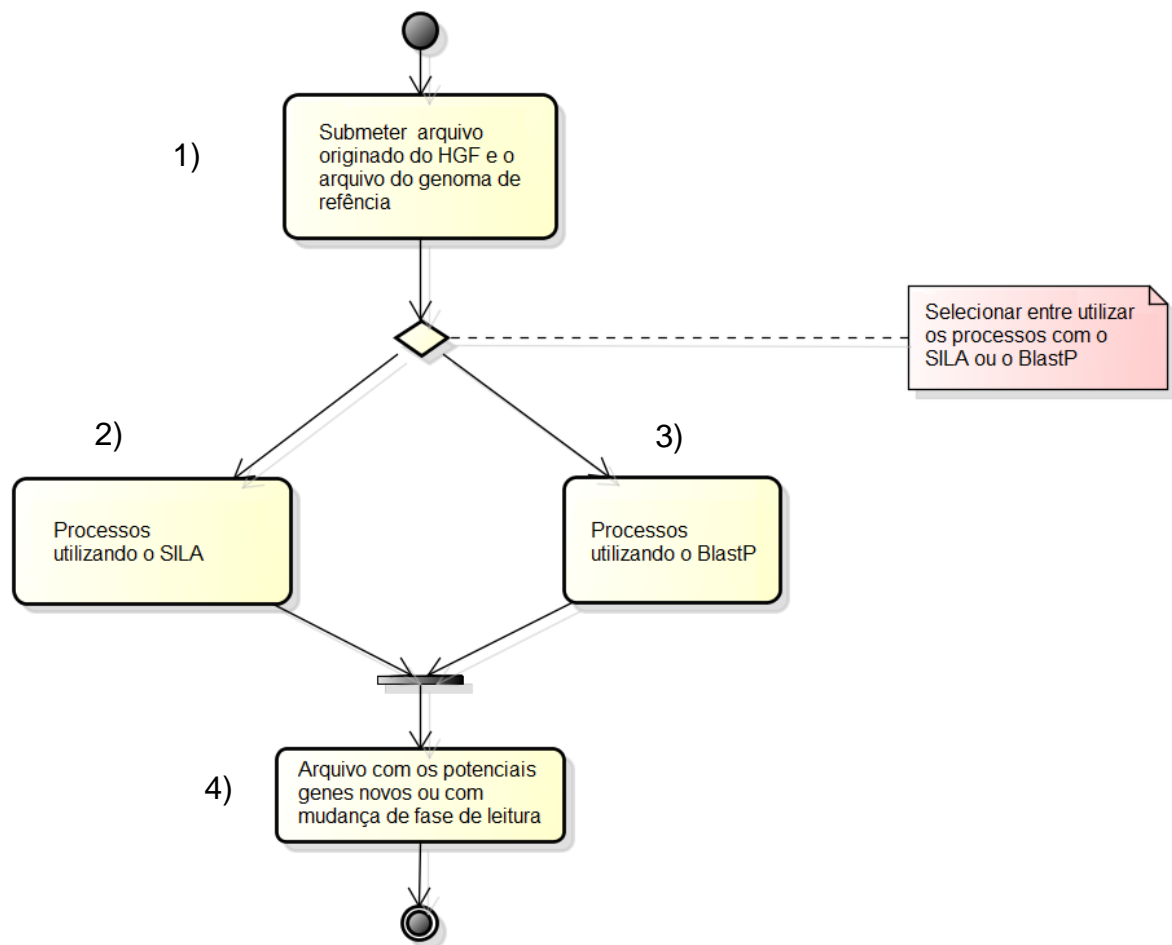 1)
Submeter arquivo
originado do HGF e o
arquivo do genoma de
refência
Selecionar entre utilizar
os processos com o
SILA ou o BlastP
2)
Processos
utilizando o SILA
3)
Processos
utilizando o BlastP
4)
Arquivo com os potenciais
genes novos ou com
mudança de fase de leitura